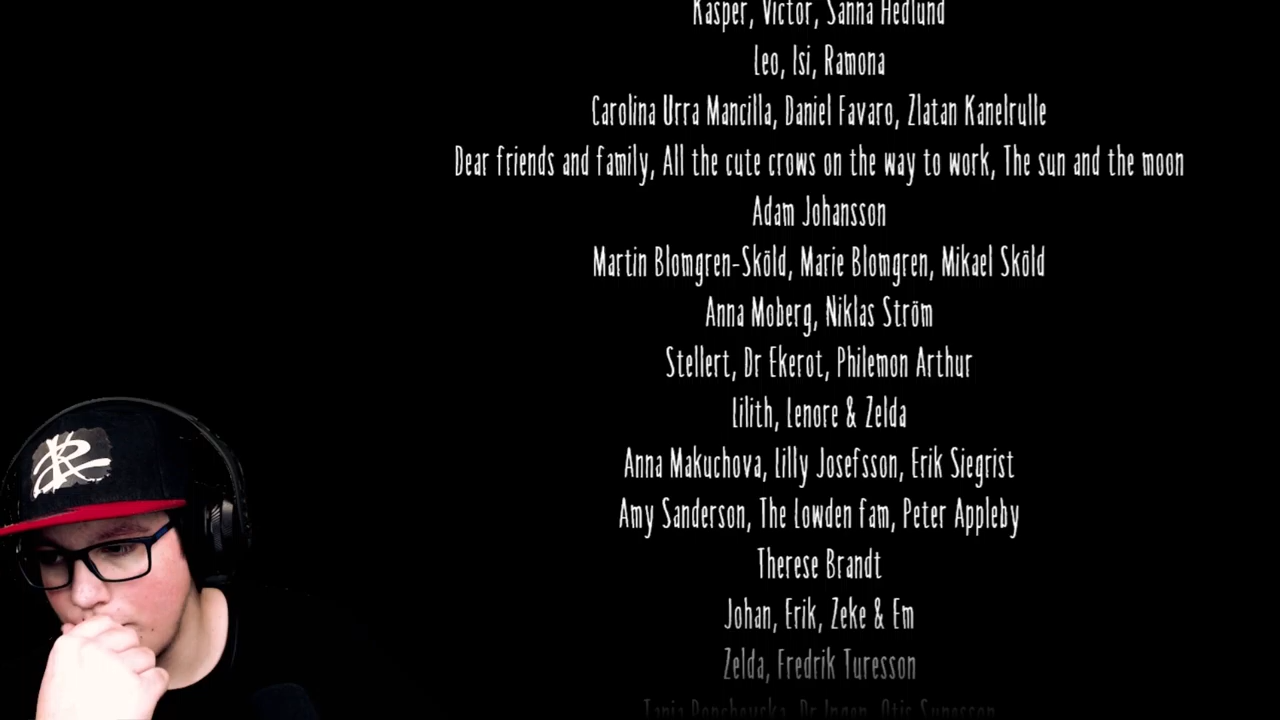 Kasper, Victor, Sanna Hedlund
Leo, Isi, Ramona
Carolina Urra Mancilla, Daniel Favaro, Zlatan Kanelrulle
Dear friends and family, All the cute crows on the way to work, The sun and the moon
Adam Johansson
Martin Blomgren-Sköld, Marie Blomgren, Mikael Sköld
Anna Moberg, Niklas Ström
Stellert, Dr Ekerot, Philemon Arthur
Lilith, Lenore & Zelda
Anna Makuchova, Lilly Josefsson, Erik Siegrist
Amy Sanderson, The Lowden fam, Peter Appleby
Therese Brandt
Johan, Erik, Zeke & Em
Zelda, Fredrik Turesson